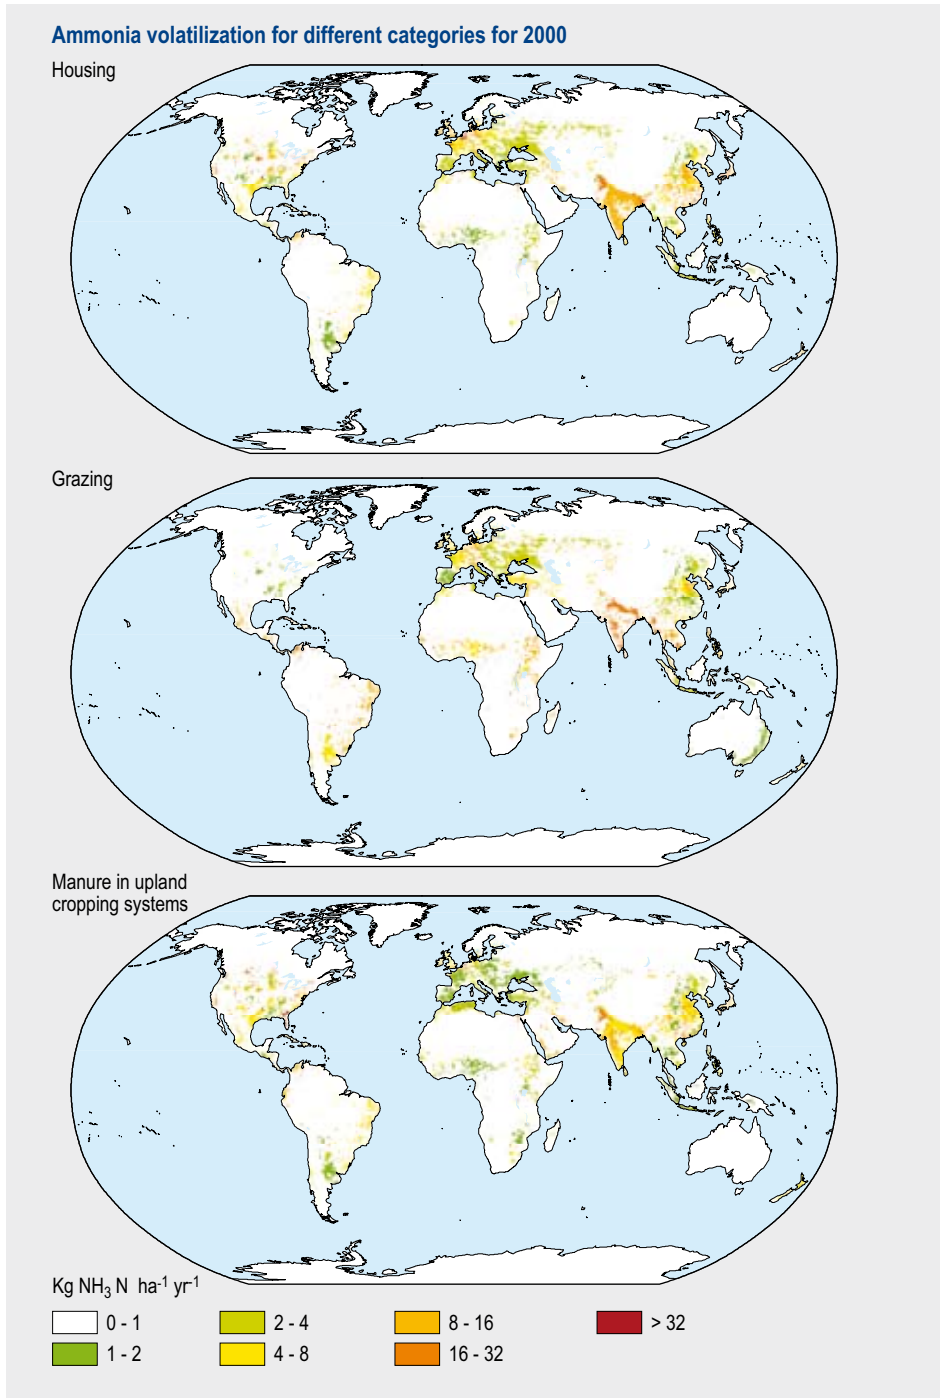 Ammonia volatilization for different categories for 2000
Housing
Grazing
Manure in upland
cropping systems
Kg NH₃ N ha⁻¹ yr⁻¹
0 - 1
2 - 4
8 - 16
> 32
1 - 2
4 - 8
16 - 32